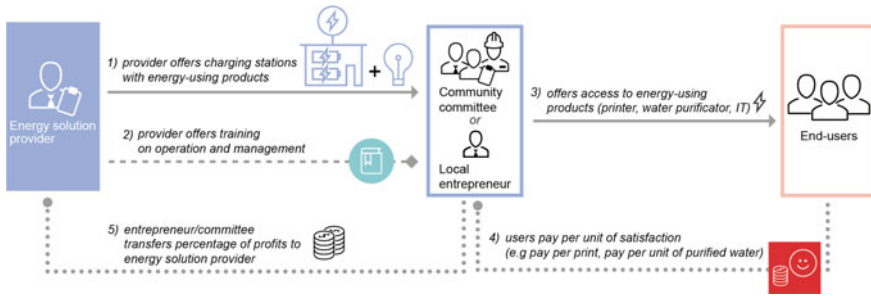 Energy solution
provider
1) provider offers charging stations
with energy-using products
2) provider offers training
on operation and management
Community
committee
or
Local
entrepreneur
3) offers access to energy-using
products (printer, water purificator, IT)
End-users
5) entrepreneur/committee
transfers percentage of profits to
energy solution provider
4) users pay per unit of satisfaction
(e.g pay per print, pay per unit of purified water)